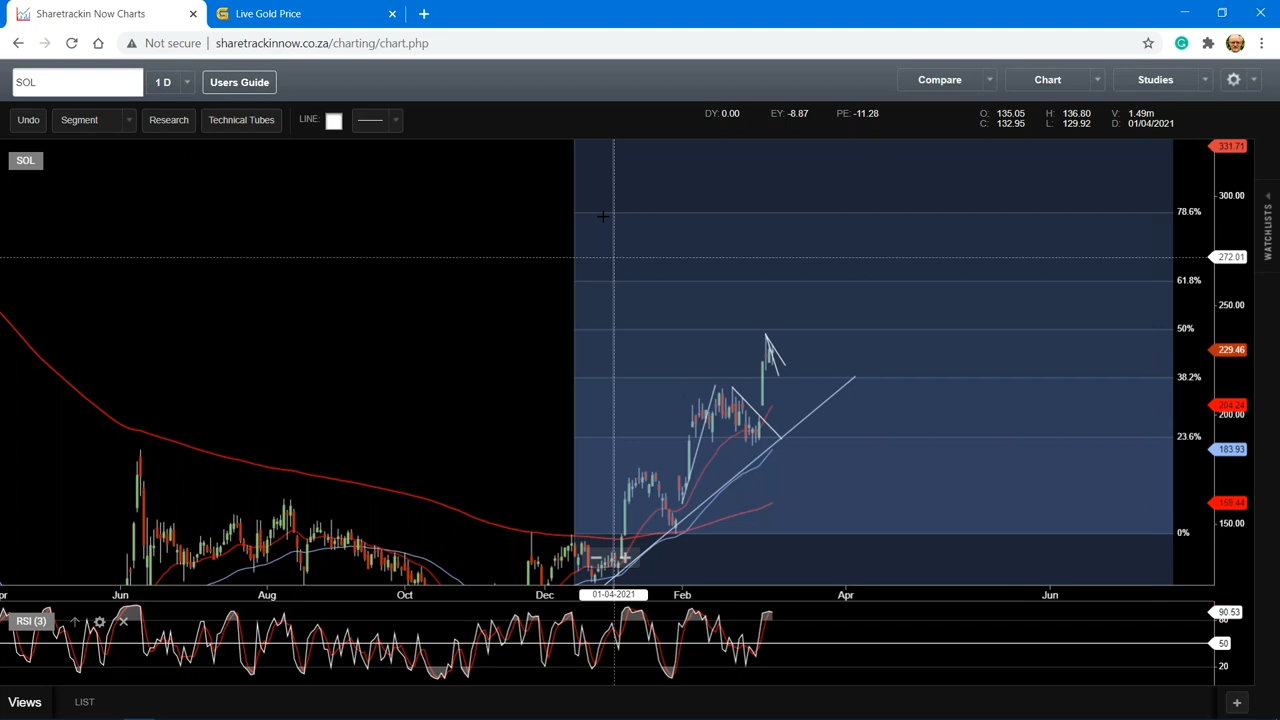 Sharetrackin Now Charts
Live Gold Price
Not secure sharetrackinnow.co.za/charting/chart.php
SOL 1 D Users Guide Compare Chart Studies
Undo Segment Research Technical Tubes LINE: DY: 0.00 EY: -8.87 PE: -11.28
O: 135.05 H: 136.80 V: 1.49m
C: 132.95 L: 129.92 D: 01/04/2021
SOL
331.71
300.00
78.6%
WATCHLISTS
272.01
61.8%
250.00
50%
229.46
38.2%
204.24
200.00
23.6%
183.93
169.44
150.00
0%
Jun Aug Oct Dec 01-04-2021 Feb Apr Jun
RSI (3)
90.53
80
50
20
Views LIST